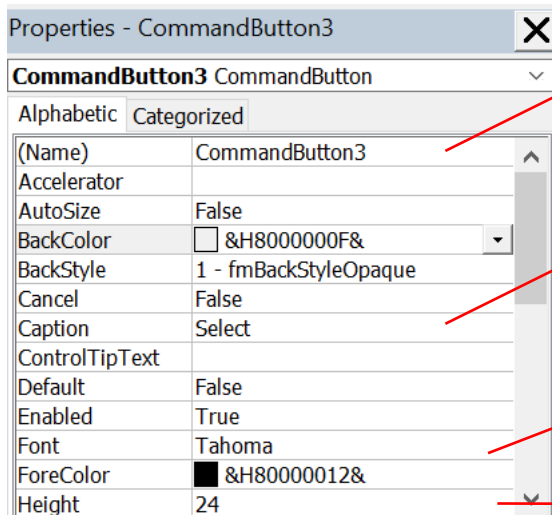 Properties - CommandButton3
CommandButton3 CommandButton
Alphabetic Categorized
(Name) CommandButton3
Accelerator
AutoSize False
BackColor &H8000000F&
BackStyle 1 - fmBackStyleOpaque
Cancel False
Caption Select
ControlTipText
Default False
Enabled True
Font Tahoma
ForeColor &H80000012&
Height 24